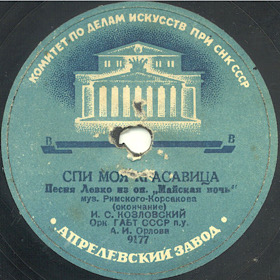 КОМИТЕТ ПО ДЕЛАМ ИСКУССТВ ПРИ СНК СССР
В В
СПИ МОЯ КРАСАВИЦА
Песня Левко из оп. „Майская ночь“
муз. Римского-Корсакова
(окончание)
И. С. КОЗЛОВСКИЙ
Орк. ГАБТ СССР п.у.
А. И. Орлова
9177
• АПРЕЛЕВСКИЙ ЗАВОД •